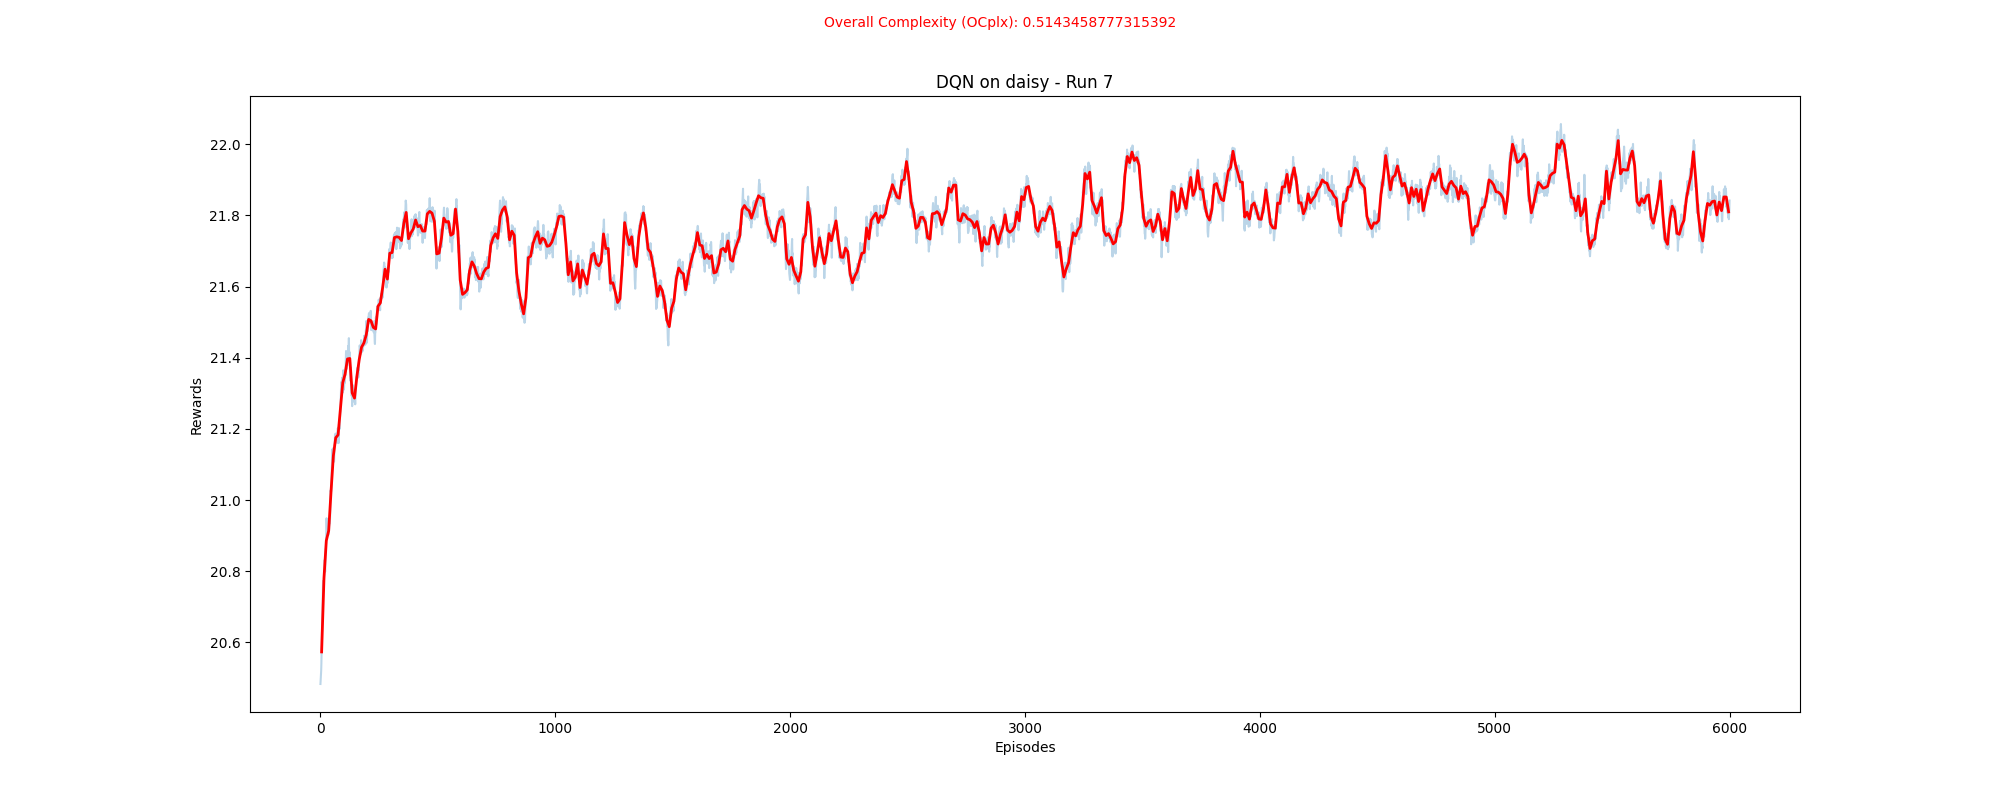 Overall Complexity (OCplx): 0.5143458777315392
DQN on daisy - Run 7
22.0
21.8
21.6
21.4
21.2
21.0
20.8
20.6
Rewards
0 1000 2000 3000 4000 5000 6000
Episodes